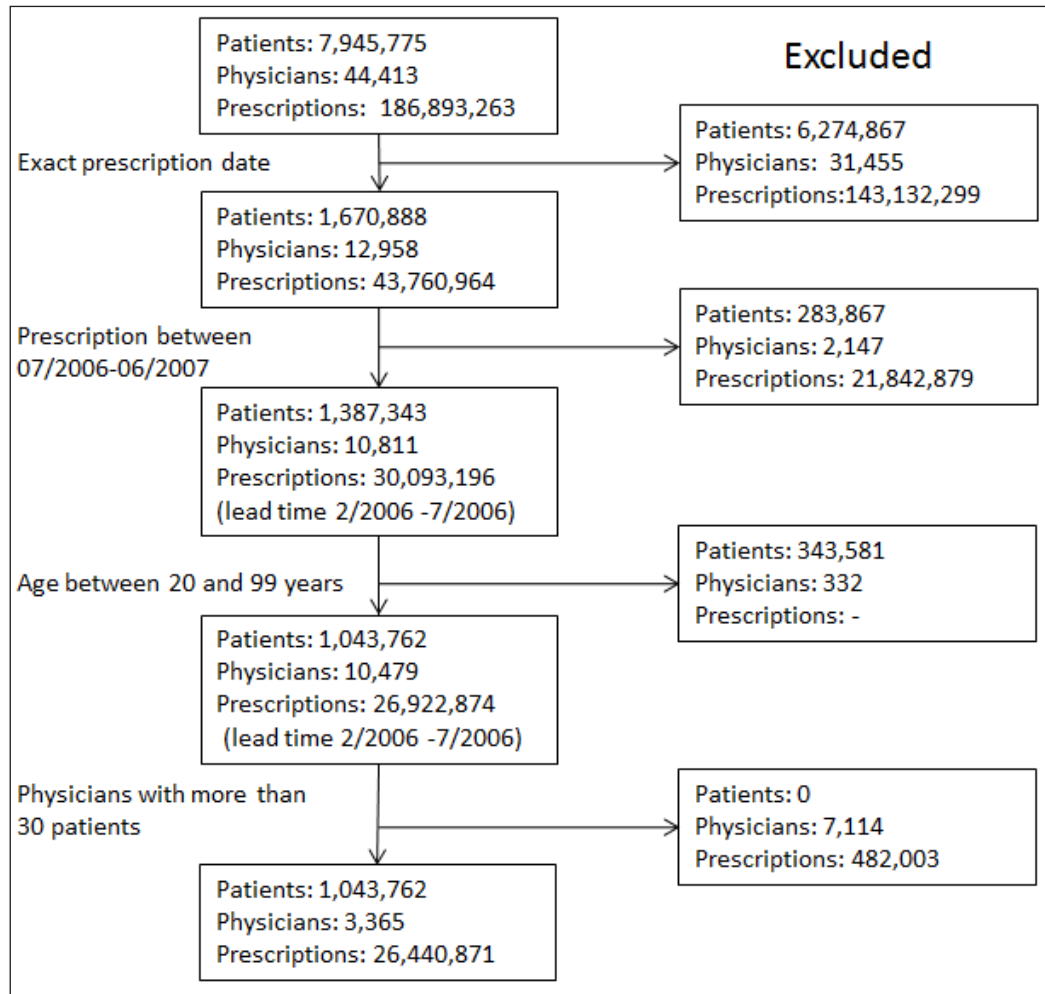 Patients: 7,945,775
Physicians: 44,413
Prescriptions: 186,893,263
Excluded
Exact prescription date
Patients: 6,274,867
Physicians: 31,455
Prescriptions:143,132,299
Patients: 1,670,888
Physicians: 12,958
Prescriptions: 43,760,964
Prescription between
07/2006-06/2007
Patients: 283,867
Physicians: 2,147
Prescriptions: 21,842,879
Patients: 1,387,343
Physicians: 10,811
Prescriptions: 30,093,196
(lead time 2/2006 -7/2006)
Age between 20 and 99 years
Patients: 343,581
Physicians: 332
Prescriptions: -
Patients: 1,043,762
Physicians: 10,479
Prescriptions: 26,922,874
(lead time 2/2006 -7/2006)
Physicians with more than
30 patients
Patients: 0
Physicians: 7,114
Prescriptions: 482,003
Patients: 1,043,762
Physicians: 3,365
Prescriptions: 26,440,871